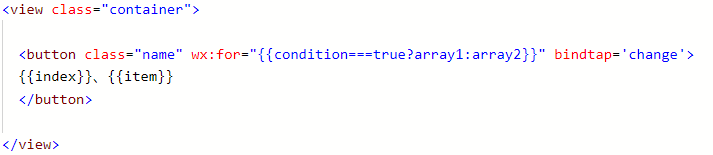 <view class="container">
<button class="name" wx:for="{{condition===true?array1:array2}}" bindtap='change'>
{{index}}、{{item}}
</button>
</view>